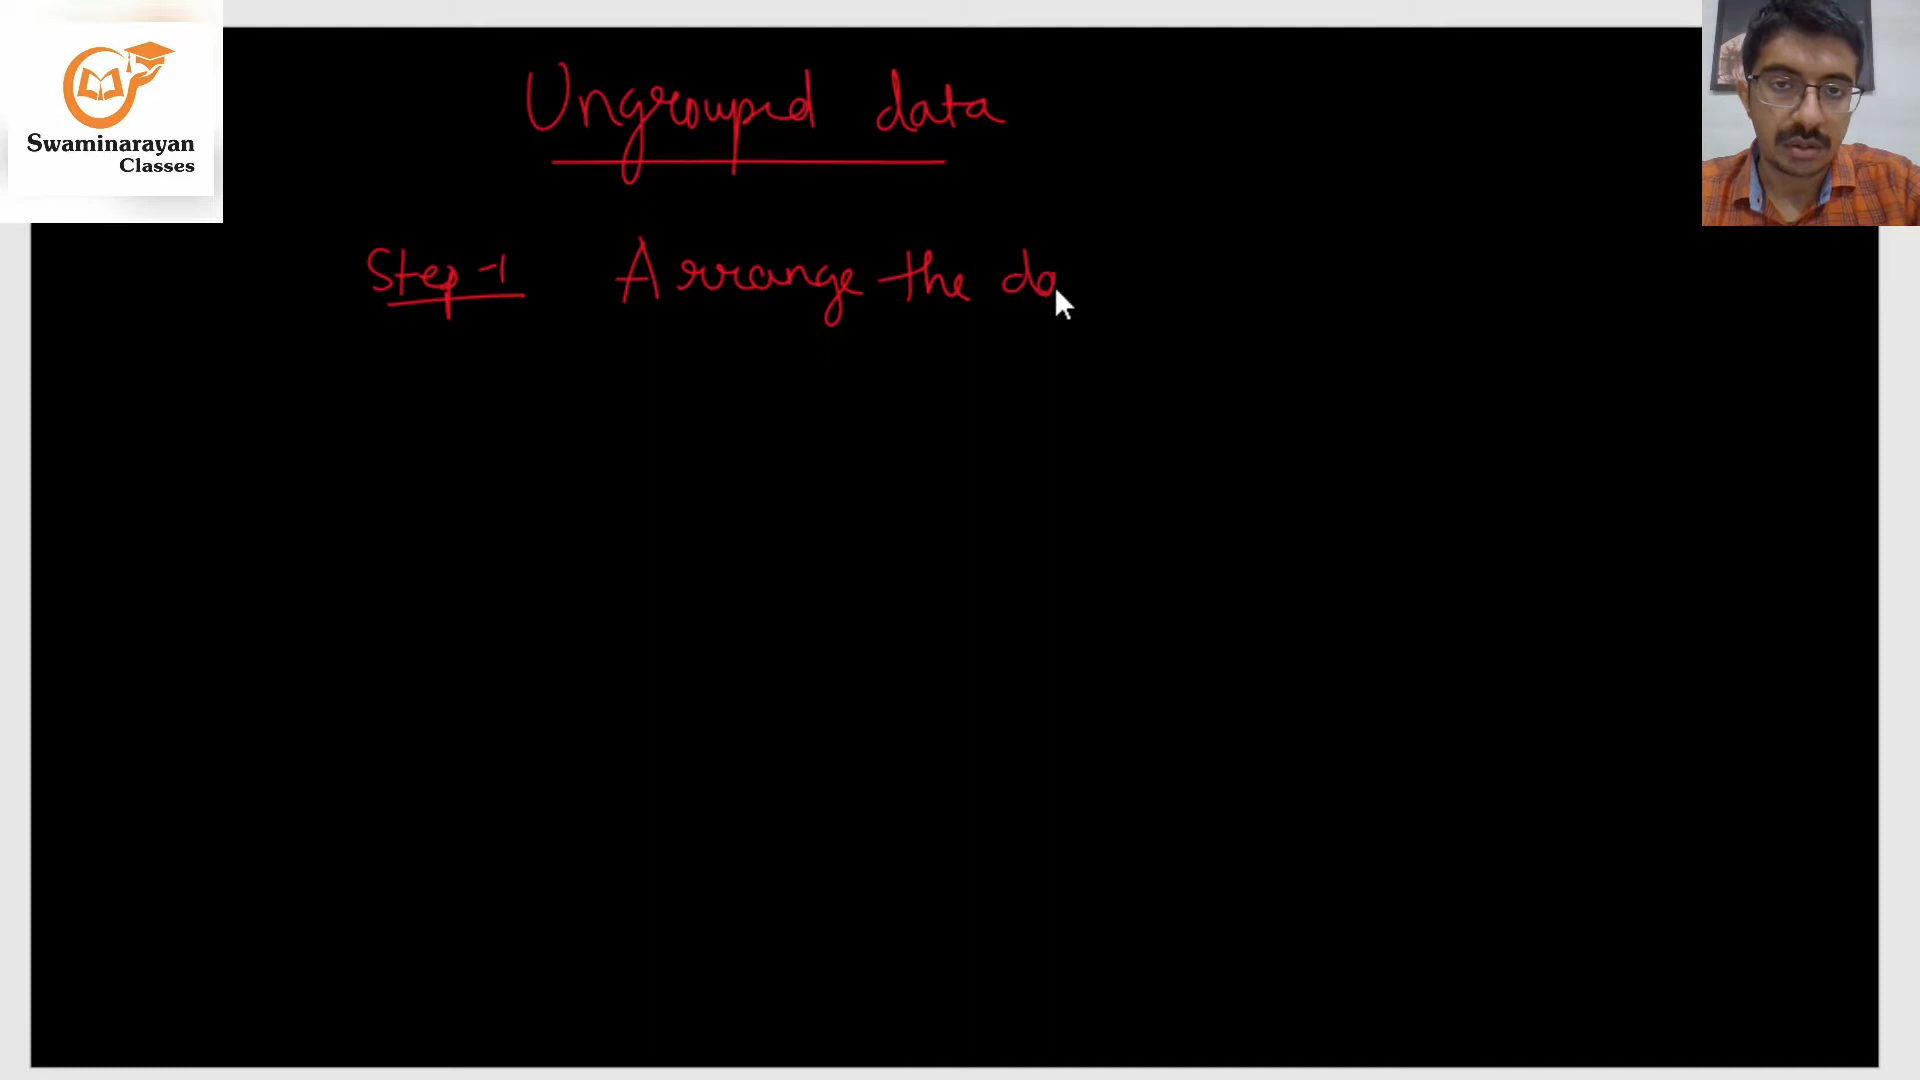 Swaminarayan
Classes
Ungrouped data
Step-1 Arrange the da